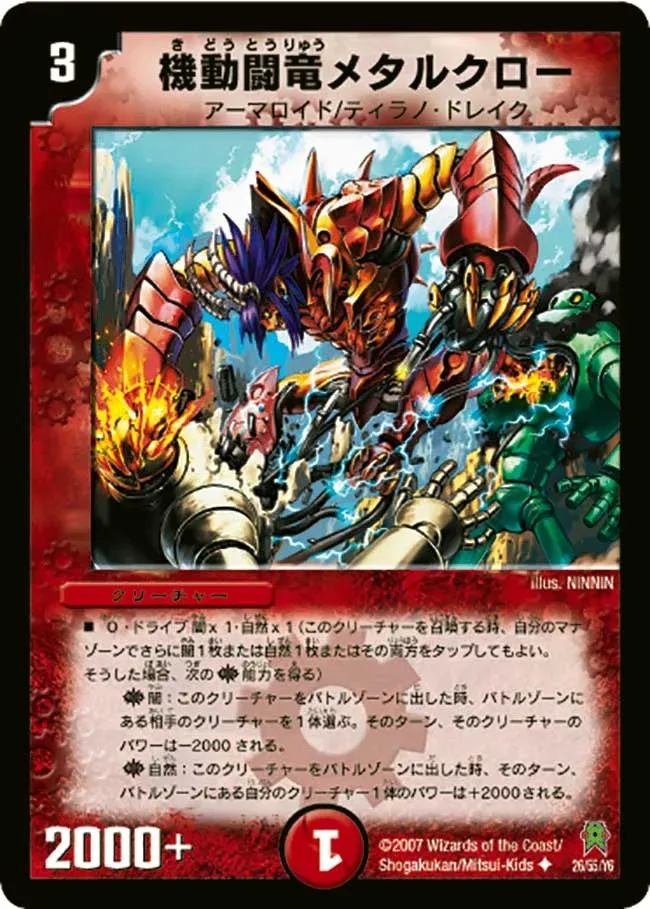 3
きどうとうりゅう
機動闘竜メタルクロー
アーマロイド/ティラノ・ドレイク
illus. NINNIN
クリーチャー
■ O・ドライブ 闇x1・自然x1(このクリーチャーを召喚する時、自分のマナ
ゾーンでさらに闇1枚または自然1枚またはその両方をタップしてもよい。
そうした場合、次の能力を得る)
闇:このクリーチャーをバトルゾーンに出した時、バトルゾーンに
ある相手のクリーチャーを1体選ぶ。そのターン、そのクリーチャーの
パワーは-2000 される。
自然:このクリーチャーをバトルゾーンに出した時、そのターン、
バトルゾーンにある自分のクリーチャー1体のパワーは+2000される。
2000+
1
©2007 Wizards of the Coast/
Shogakukan/Mitsui-Kids ◆
26/55/Y6